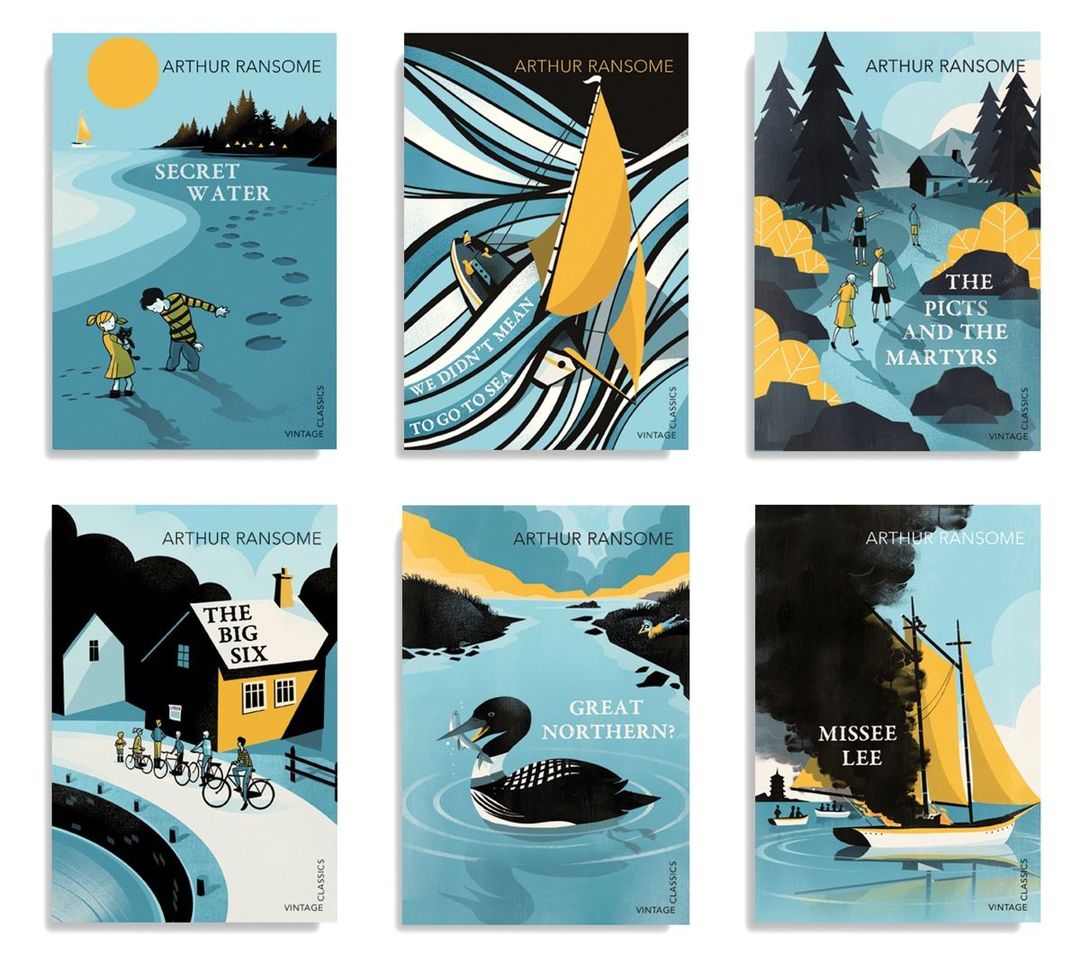 ARTHUR RANSOME
SECRET
WATER
ARTHUR RANSOME
WE DIDN'T MEAN
TO GO TO SEA
VINTAGE CLASSICS
ARTHUR RANSOME
THE
PICTS
AND THE
MARTYRS
VINTAGE CLASSICS
VINTAGE CLASSICS
ARTHUR RANSOME
THE
BIG
SIX
VINTAGE CLASSICS
ARTHUR RANSOME
GREAT
NORTHERN?
VINTAGE CLASSICS
ARTHUR RANSOME
MISSEE
LEE
VINTAGE CLASSICS